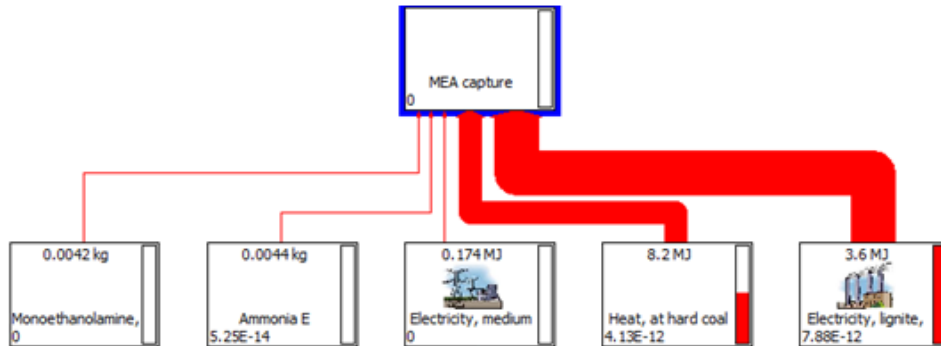 MEA capture
0
0.0042 kg
Monoethanolamine,
0
0.0044 kg
Ammonia E
5.25E-14
0.174 MJ
Electricity, medium
0
8.2 MJ
Heat, at hard coal
4.13E-12
3.6 MJ
Electricity, lignite,
7.88E-12